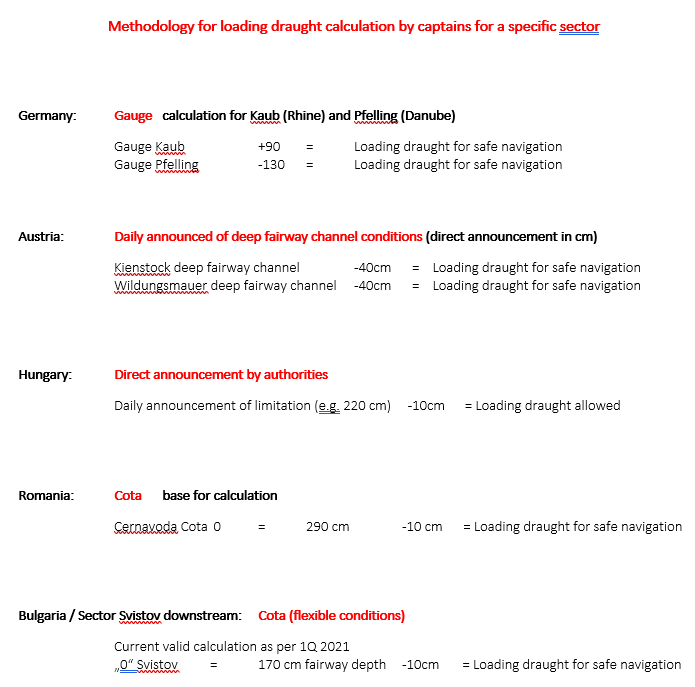 Methodology for loading draught calculation by captains for a specific sector
Germany: Gauge calculation for Kaub (Rhine) and Pfelling (Danube)
Gauge Kaub +90 = Loading draught for safe navigation
Gauge Pfelling -130 = Loading draught for safe navigation
Austria: Daily announced of deep fairway channel conditions (direct announcement in cm)
Kienstock deep fairway channel -40cm = Loading draught for safe navigation
Wildungsmauer deep fairway channel -40cm = Loading draught for safe navigation
Hungary: Direct announcement by authorities
Daily announcement of limitation (e.g. 220 cm) -10cm = Loading draught allowed
Romania: Cota base for calculation
Cernavoda Cota 0 = 290 cm -10 cm = Loading draught for safe navigation
Bulgaria / Sector Svistov downstream: Cota (flexible conditions)
Current valid calculation as per 1Q 2021
„0“ Svistov = 170 cm fairway depth -10cm = Loading draught for safe navigation